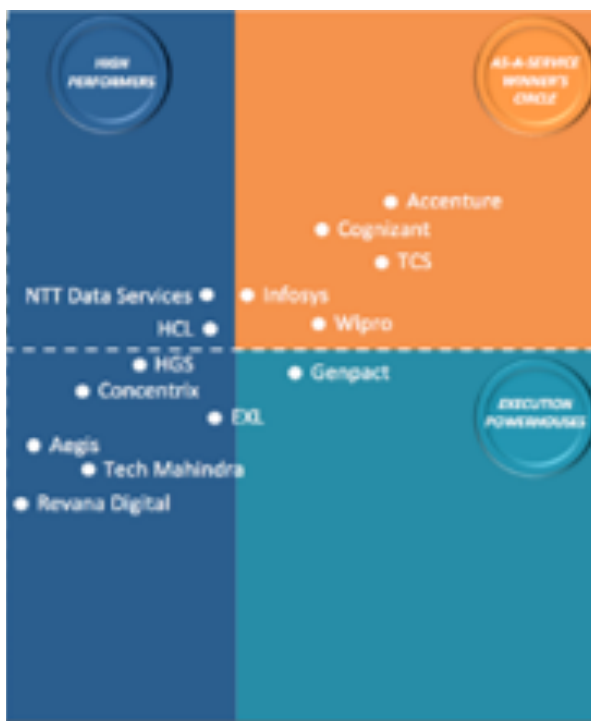 HIGH
PERFORMERS
AS-A-SERVICE
WINNER'S
CIRCLE
Accenture
Cognizant
TCS
NTT Data Services
Infosys
HCL
Wipro
HGS
Genpact
Concentrix
EXECUTION
POWERHOUSES
EXL
Aegis
Tech Mahindra
Revana Digital